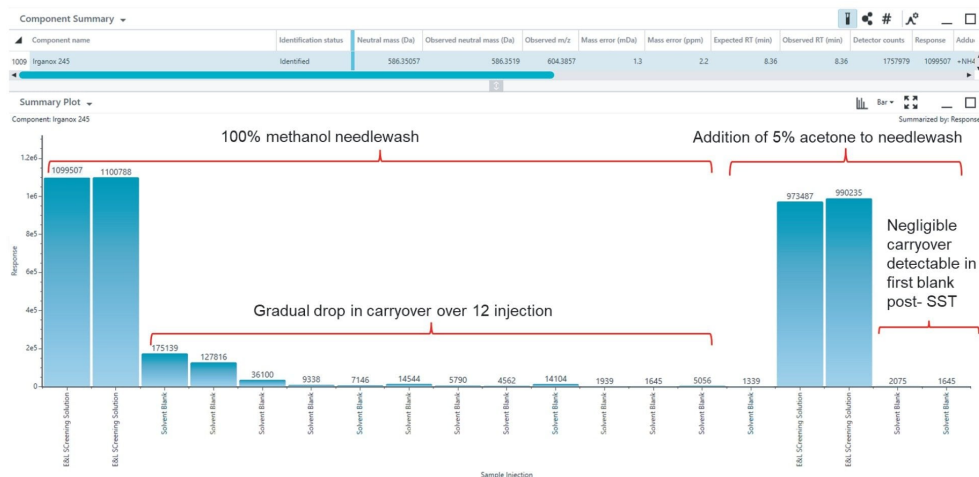 Component Summary
Component name Identification status Neutral mass (Da) Observed neutral mass (Da) Observed m/z Mass error (mDa) Mass error (ppm) Expected RT (min) Observed RT (min) Detector counts Response Addu
1009 Irganox 245 Identified 586.35057 586.3519 604.3857 1.3 2.2 8.36 8.36 1757979 1099507 +NH4
Summary Plot
Bar
Component: Irganox 245
Summarized by: Response
100% methanol needlewash
Addition of 5% acetone to needlewash
1099507 1100788
973487 990235
1.2e6
1e6
8e5
6e5
4e5
2e5
0
Response
Negligible
carryover
detectable in
first blank
post- SST
Gradual drop in carryover over 12 injection
175139 127816 36100 9338 7146 14544 5790 4562 14104 1939 1645 5056 1339 2075 1645
E&L SCreening Solution
E&L SCreening Solution
Solvent Blank
Solvent Blank
Solvent Blank
Solvent Blank
Solvent Blank
Solvent Blank
Solvent Blank
Solvent Blank
Solvent Blank
Solvent Blank
Solvent Blank
Solvent Blank
Solvent Blank
E&L SCreening Solution
E&L SCreening Solution
Solvent Blank
Solvent Blank
Sample Injection